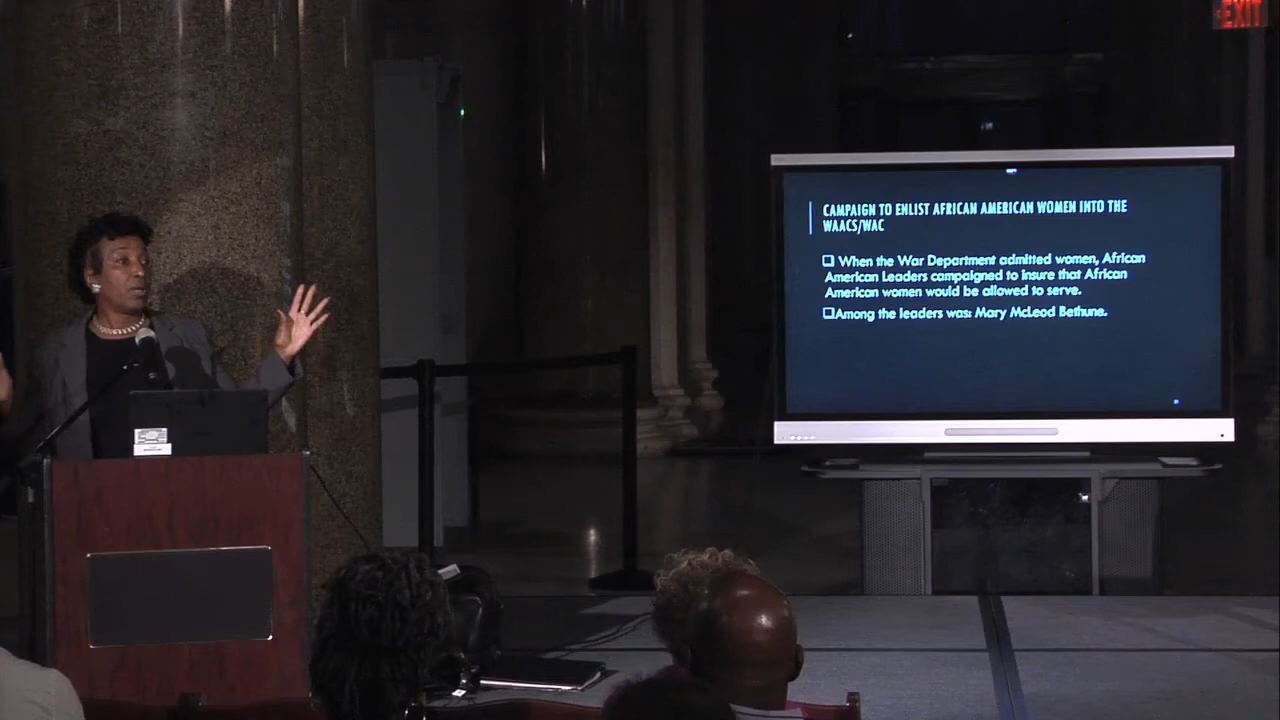 EXIT
CAMPAIGN TO ENLIST AFRICAN AMERICAN WOMEN INTO THE
WAACS/WAC
❑ When the War Department admitted women, African
American Leaders campaigned to insure that African
American women would be allowed to serve.
❑Among the leaders was: Mary McLeod Bethune.